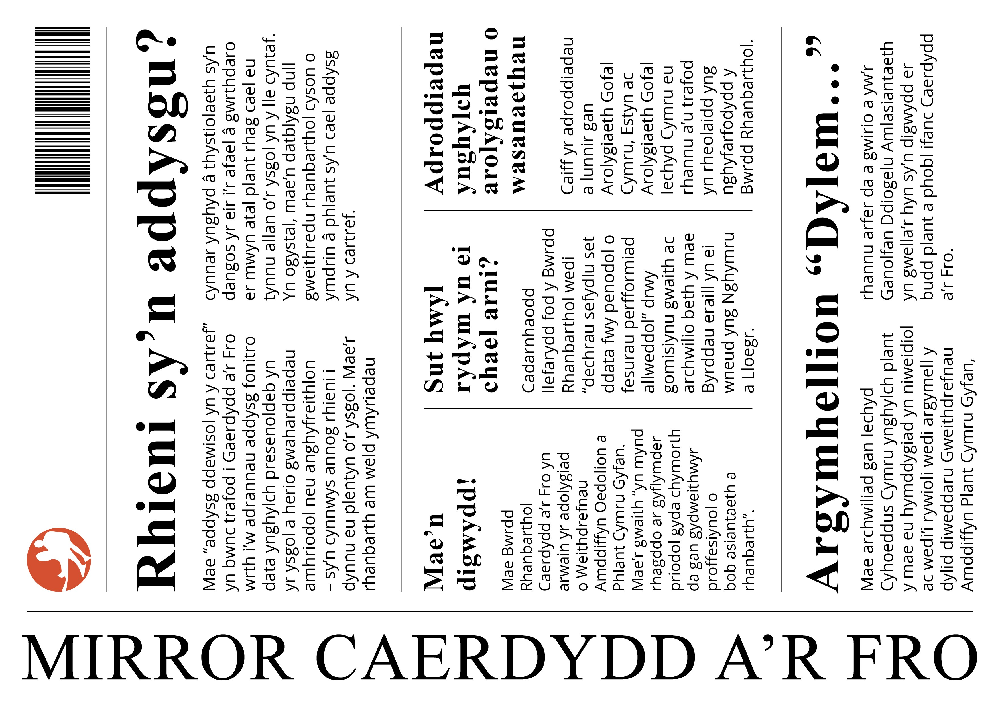 MIRROR CAERDYDD A’R FRO
Rhieni sy’n addysgu?
Mae “addysg ddewisol yn y cartref”
yn bwnc trafod i Gaerdydd a’r Fro
wrth i’w adrannau addysg fonitro
data ynghylch presenoldeb yn
yr ysgol a herio gwaharddiadau
amhriodol neu anghyfreithlon
– sy’n cynnwys annog rhieni i
dynnu eu plentyn o’r ysgol. Mae’r
rhanbarth am weld ymyriadau
cynnar ynghyd â thystiolaeth sy’n
dangos yr eir i’r afael â gwrthdaro
er mwyn atal plant rhag cael eu
tynnu allan o’r ysgol yn y lle cyntaf.
Yn ogystal, mae’n datblygu dull
gweithredu rhanbarthol cyson o
ymdrin â phlant sy’n cael addysg
yn y cartref.
Mae’n
digwydd!
Mae Bwrdd
Rhanbarthol
Caerdydd a’r Fro yn
arwain yr adolygiad
o Weithdrefnau
Amddiffyn Oedolion a
Phlant Cymru Gyfan.
Mae’r gwaith “yn mynd
rhagddo ar gyflymder
priodol gyda chymorth
da gan gydweithwyr
proffesiynol o
bob asiantaeth a
rhanbarth”.
Sut hwyl
rydym yn ei
chael arni?
Cadarnhaodd
llefarydd fod y Bwrdd
Rhanbarthol wedi
“dechrau sefydlu set
ddata fwy penodol o
fesurau perfformiad
allweddol” drwy
gomisiynu gwaith ac
archwilio beth y mae
Byrddau eraill yn ei
wneud yng Nghymru
a Lloegr.
Adroddiadau
ynghylch
arolygiadau o
wasanaethau
Caiff yr adroddiadau
a lunnir gan
Arolygiaeth Gofal
Cymru, Estyn ac
Arolygiaeth Gofal
Iechyd Cymru eu
rhannu a’u trafod
yn rheolaidd yng
nghyfarfodydd y
Bwrdd Rhanbarthol.
Argymhellion “Dylem...”
Mae archwiliad gan Iechyd
Cyhoeddus Cymru ynghylch plant
y mae eu hymddygiad yn niweidiol
ac wedi’i rywioli wedi argymell y
dylid diweddaru Gweithdrefnau
Amddiffyn Plant Cymru Gyfan,
rhannu arfer da a gwirio a yw’r
Ganolfan Ddiogelu Amlasiantaeth
yn gwella’r hyn sy’n digwydd er
budd plant a phobl ifanc Caerdydd
a’r Fro.